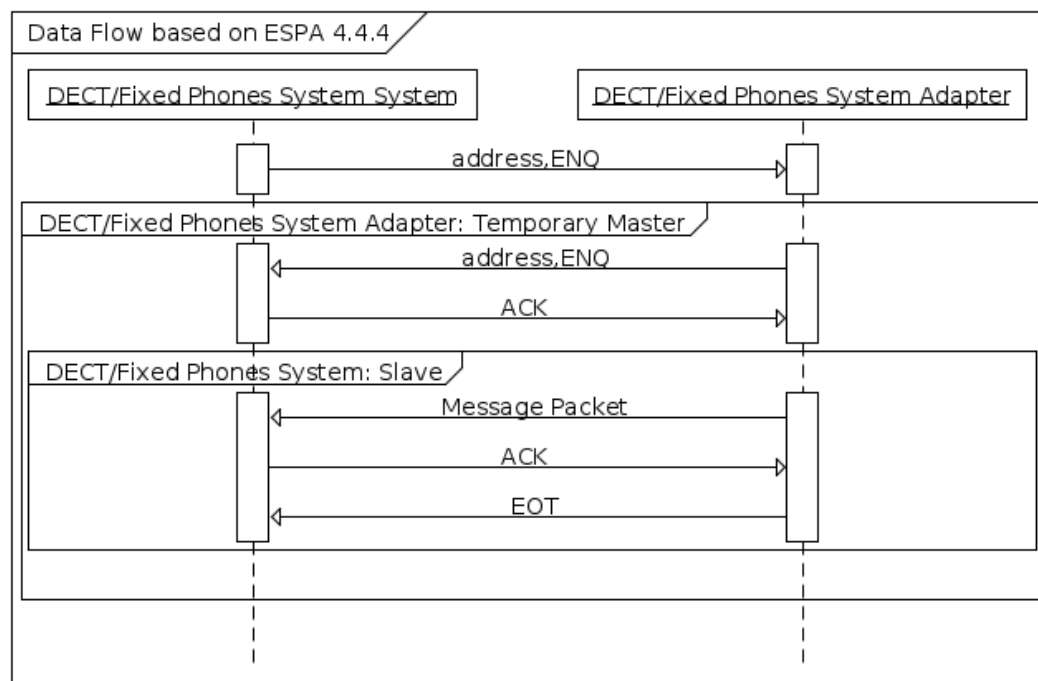 Data Flow based on ESPA 4.4.4
DECT/Fixed Phones System System
DECT/Fixed Phones System Adapter
address,ENQ
DECT/Fixed Phones System Adapter: Temporary Master
address,ENQ
ACK
DECT/Fixed Phones System: Slave
Message Packet
ACK
EOT